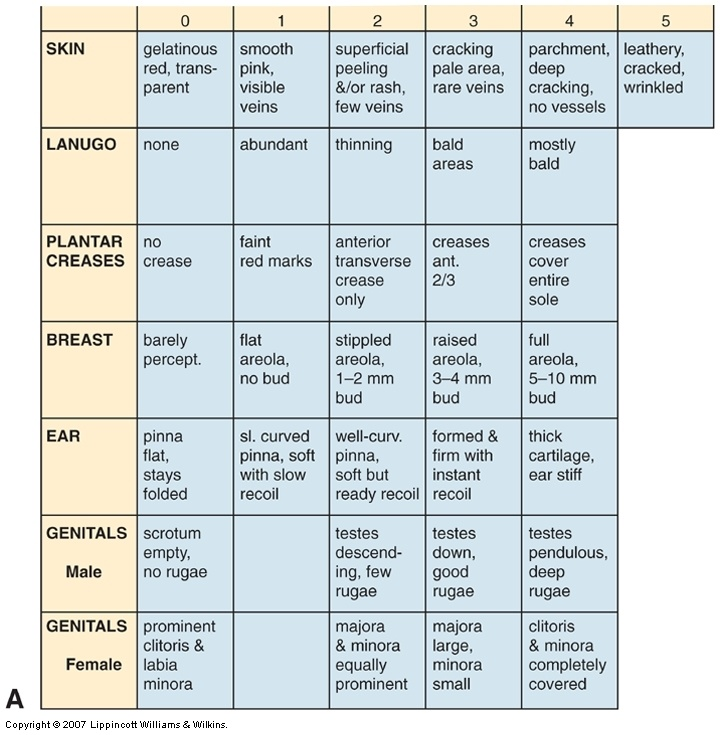 0 1 2 3 4 5
SKIN
gelatinous
red, trans-
parent
smooth
pink,
visible
veins
superficial
peeling
&/or rash,
few veins
cracking
pale area,
rare veins
parchment,
deep
cracking,
no vessels
leathery,
cracked,
wrinkled
LANUGO
none
abundant
thinning
bald
areas
mostly
bald
PLANTAR
CREASES
no
crease
faint
red marks
anterior
transverse
crease
only
creases
ant.
2/3
creases
cover
entire
sole
BREAST
barely
percept.
flat
areola,
no bud
stippled
areola,
1–2 mm
bud
raised
areola,
3–4 mm
bud
full
areola,
5–10 mm
bud
EAR
pinna
flat,
stays
folded
sl. curved
pinna, soft
with slow
recoil
well-curv.
pinna,
soft but
ready recoil
formed &
firm with
instant
recoil
thick
cartilage,
ear stiff
GENITALS
Male
scrotum
empty,
no rugae
testes
descend-
ing, few
rugae
testes
down,
good
rugae
testes
pendulous,
deep
rugae
GENITALS
Female
prominent
clitoris &
labia
minora
majora
& minora
equally
prominent
majora
large,
minora
small
clitoris
& minora
completely
covered
A
Copyright © 2007 Lippincott Williams & Wilkins.